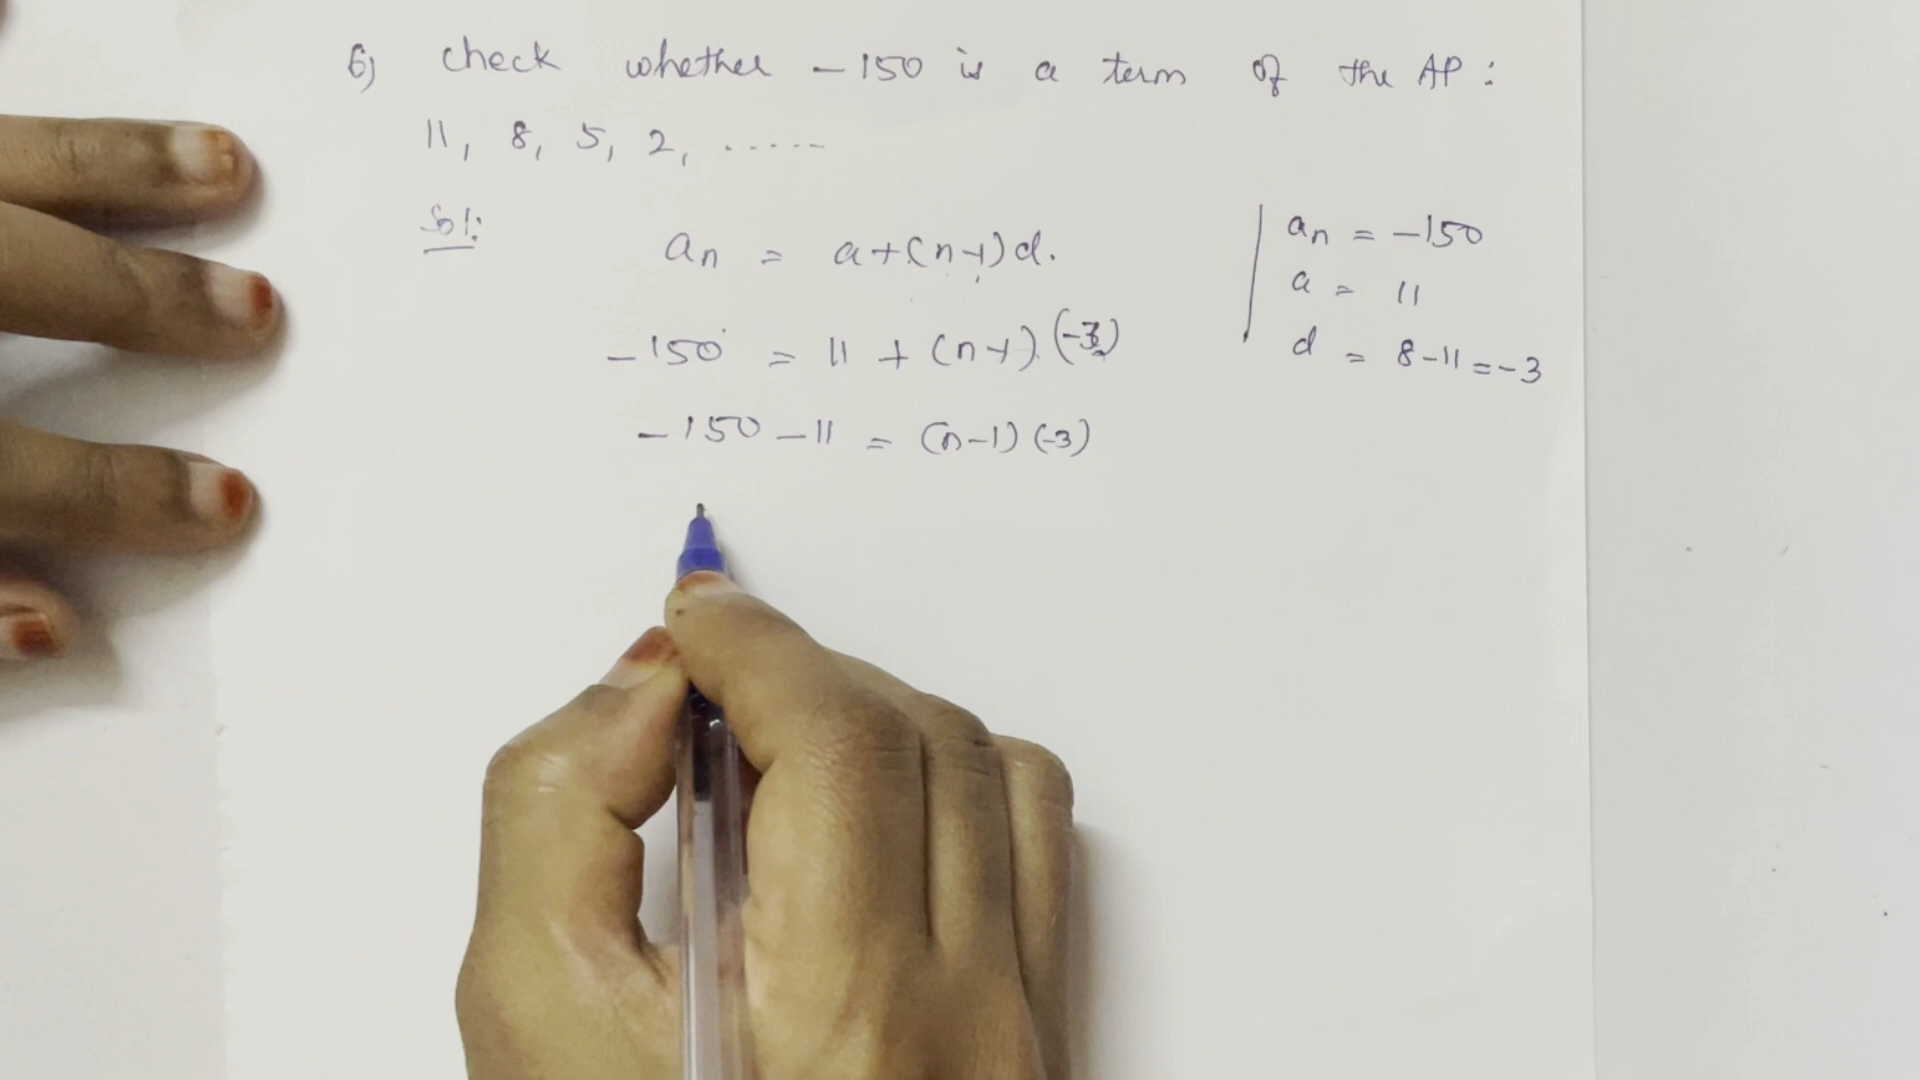 6) check whether -150 is a term of the AP:
11, 8, 5, 2, ......
Sol:
an = a+(n-1)d.
-150 = 11 + (n-1) (-3)
-150 -11 = (n-1) (-3)
an = -150
a = 11
d = 8-11 = -3